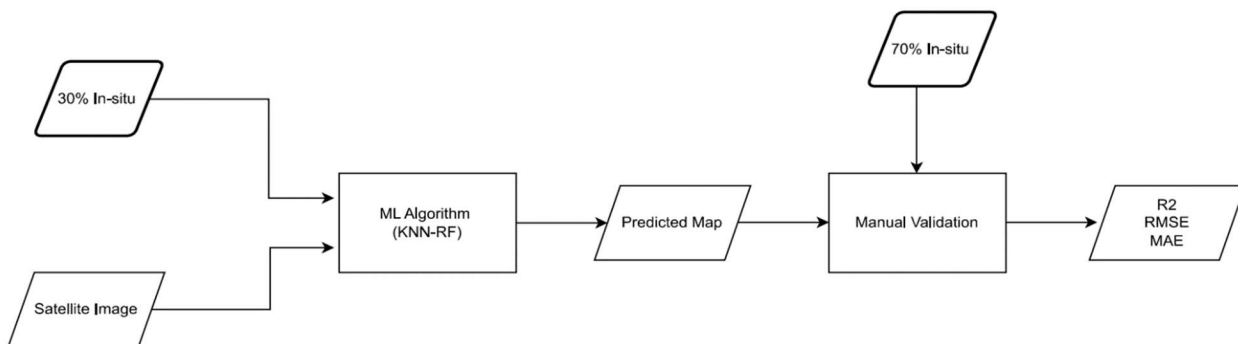 70% In-situ
30% In-situ
ML Algorithm
(KNN-RF)
Predicted Map
Manual Validation
R2
RMSE
MAE
Satellite Image